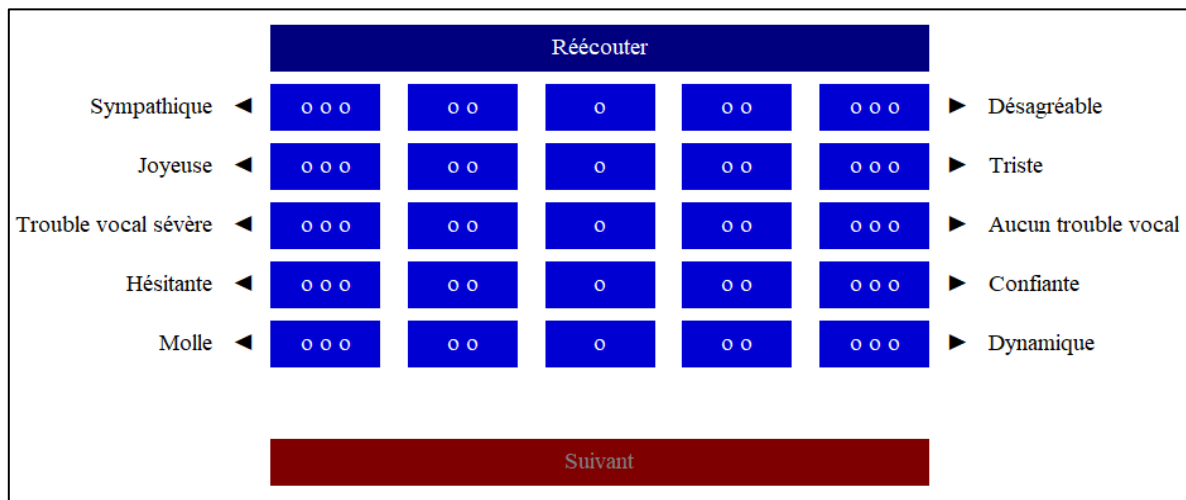 Réécouter
Sympathique ◄ o o o o o o o o o o o ► Désagréable
Joyeuse ◄ o o o o o o o o o o o ► Triste
Trouble vocal sévère ◄ o o o o o o o o o o o ► Aucun trouble vocal
Hésitante ◄ o o o o o o o o o o o ► Confiante
Molle ◄ o o o o o o o o o o o ► Dynamique
Suivant